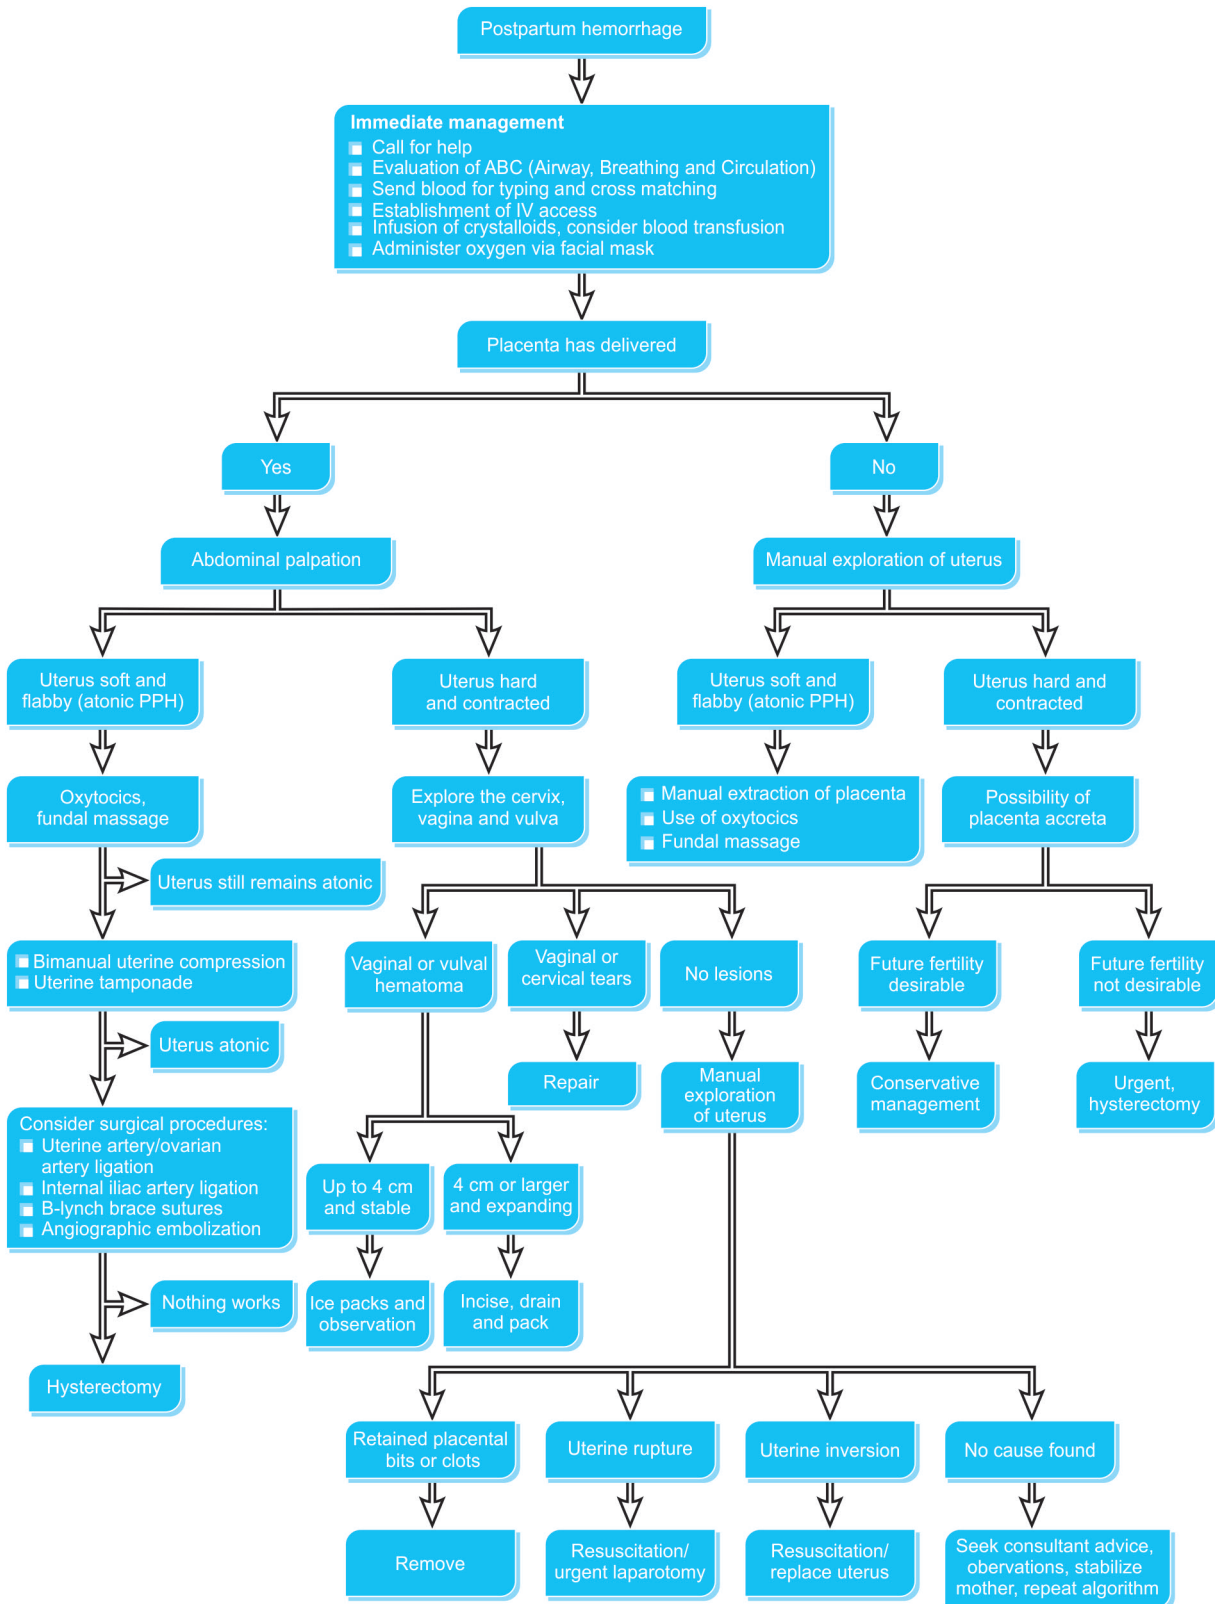 Postpartum hemorrhage
Immediate management
Call for help
Evaluation of ABC (Airway, Breathing and Circulation)
Send blood for typing and cross matching
Establishment of IV access
Infusion of crystalloids, consider blood transfusion
Administer oxygen via facial mask
Placenta has delivered
Yes
No
Abdominal palpation
Manual exploration of uterus
Uterus soft and
flabby (atonic PPH)
Uterus hard
and contracted
Uterus soft and
flabby (atonic PPH)
Uterus hard and
contracted
Oxytocics,
fundal massage
Explore the cervix,
vagina and vulva
Manual extraction of placenta
Use of oxytocics
Fundal massage
Possibility of
placenta accreta
Uterus still remains atonic
Bimanual uterine compression
Uterine tamponade
Vaginal or vulval
hematoma
Vaginal or
cervical tears
No lesions
Future fertility
desirable
Future fertility
not desirable
Uterus atonic
Repair
Manual
exploration
of uterus
Conservative
management
Urgent,
hysterectomy
Consider surgical procedures:
Uterine artery/ovarian
artery ligation
Internal iliac artery ligation
B-lynch brace sutures
Angiographic embolization
Up to 4 cm
and stable
4 cm or larger
and expanding
Nothing works
Ice packs and
observation
Incise, drain
and pack
Hysterectomy
Retained placental
bits or clots
Uterine rupture
Uterine inversion
No cause found
Remove
Resuscitation/
urgent laparotomy
Resuscitation/
replace uterus
Seek consultant advice,
obervations, stabilize
mother, repeat algorithm